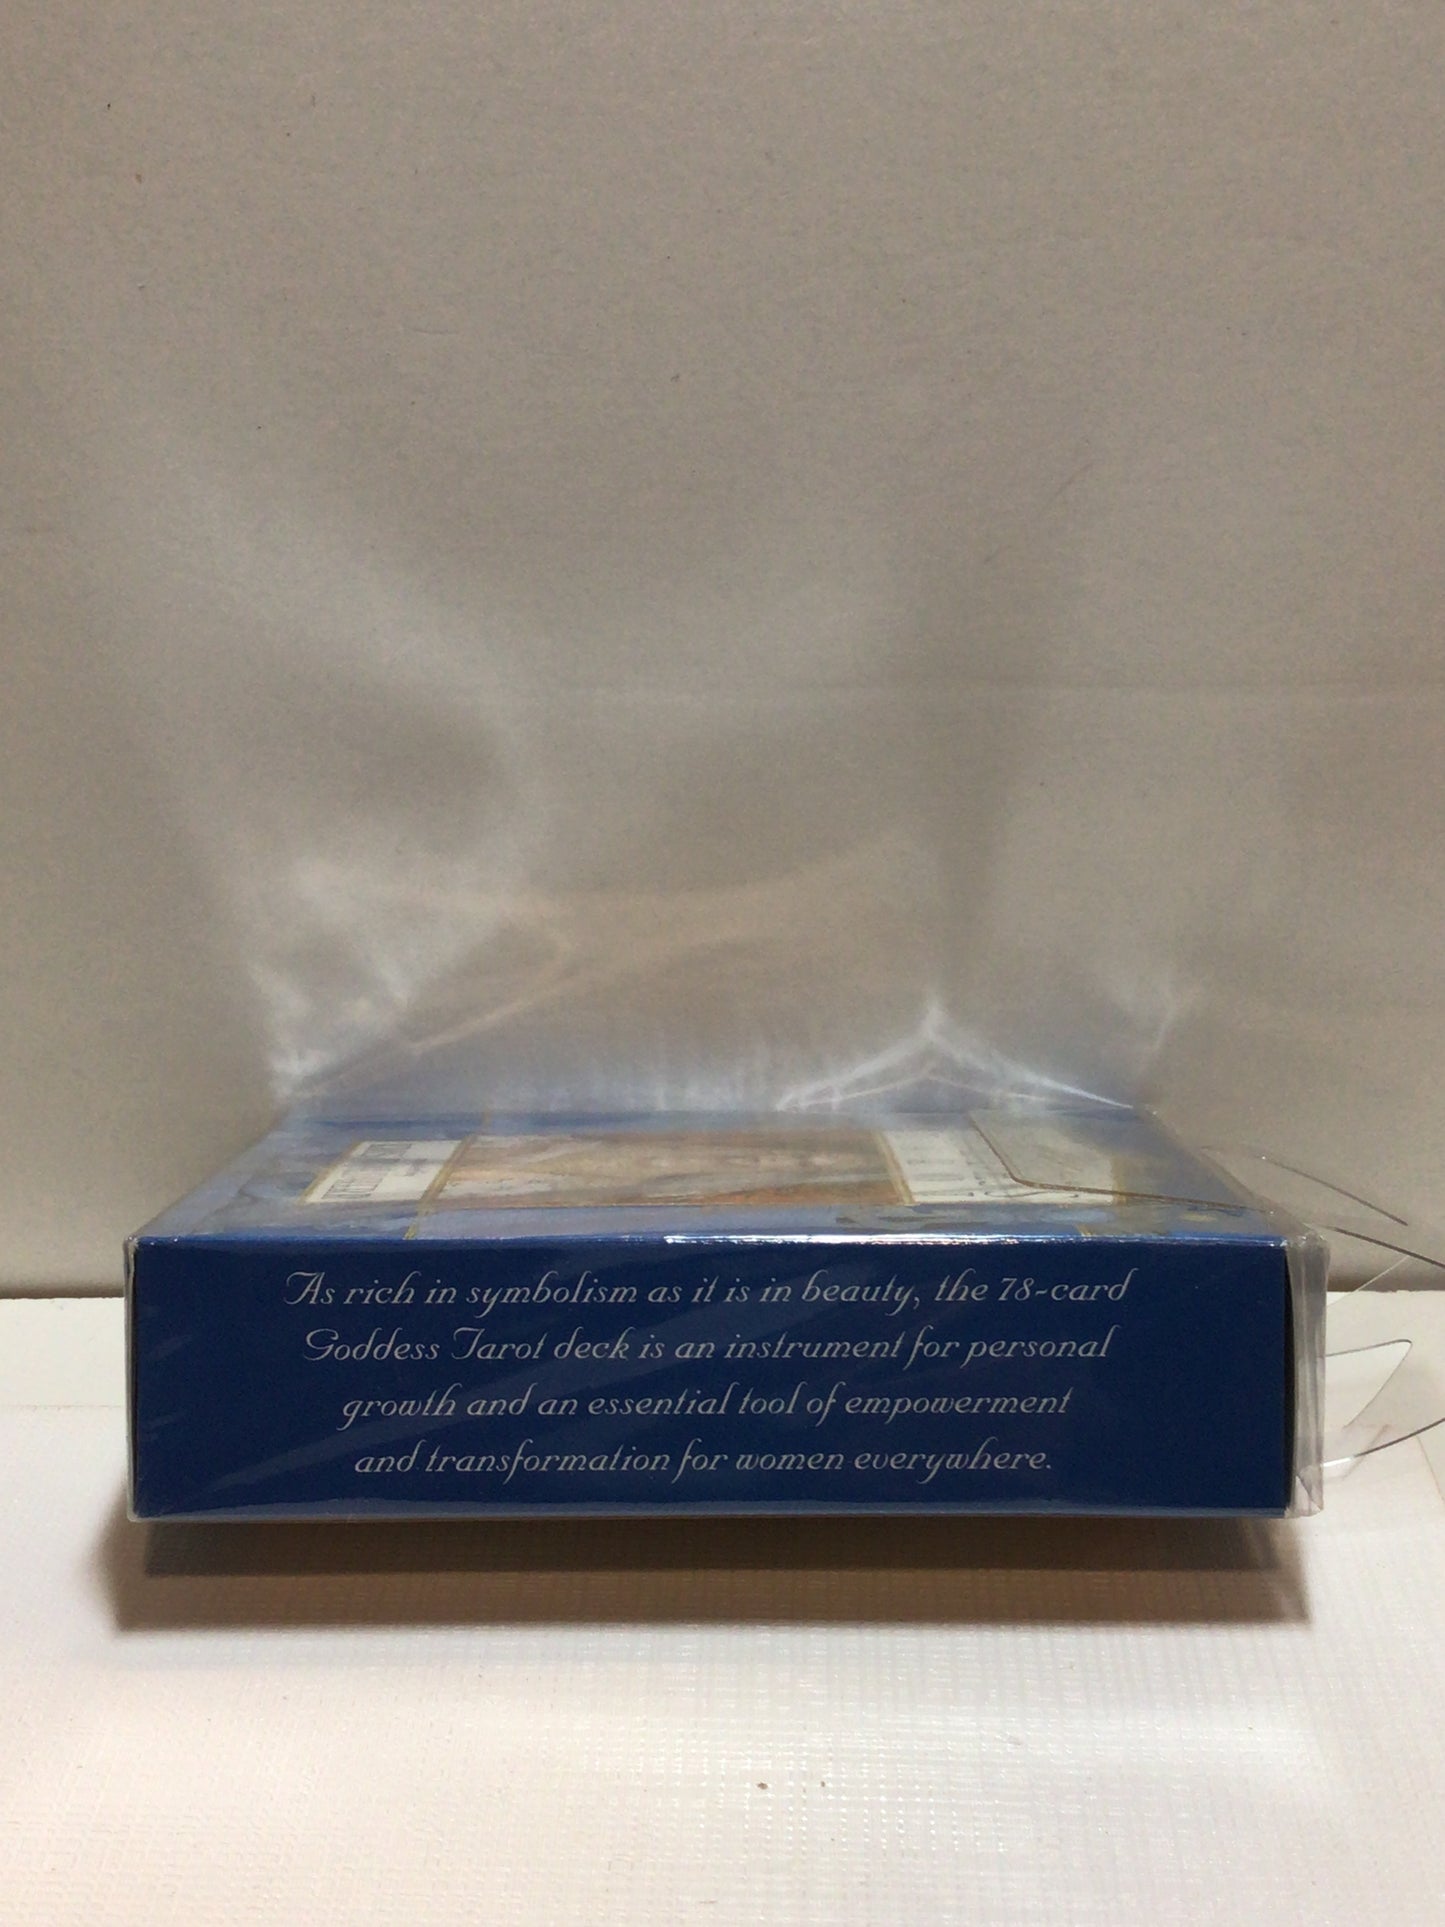 As rich in symbolism as it is in beauty, the 78-card
Goddess Tarot deck is an instrument for personal
growth and an essential tool of empowerment
and transformation for women everywhere.